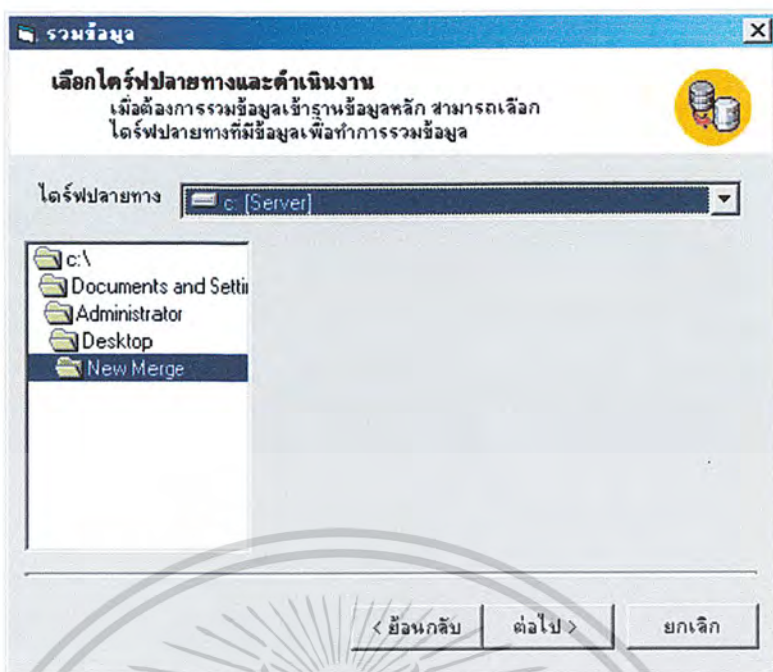 รวมข้อมูล
เลือกไดร์ฟปลายทางและดำเนินงาน
เมื่อต้องการรวมข้อมูลเข้าฐานข้อมูลหลัก สามารถเลือก
ไดร์ฟปลายทางที่มีข้อมูลเพื่อทำการรวมข้อมูล
ไดร์ฟปลายทาง
c: [Server]
c:\
Documents and Settin
Administrator
Desktop
New Merge
< ย้อนกลับ
ต่อไป >
ยกเลิก